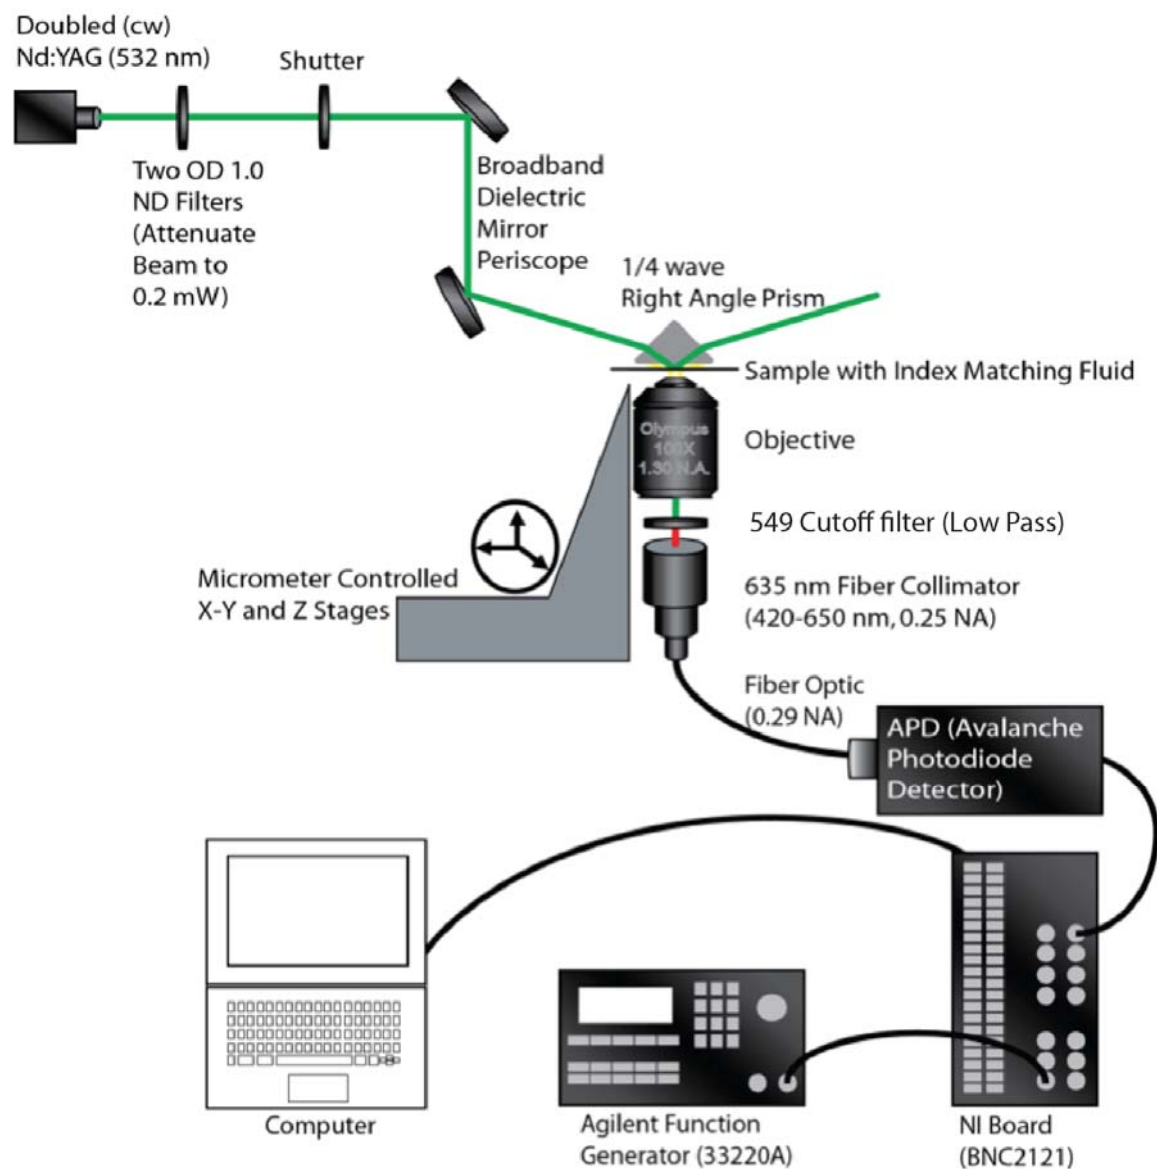 Doubled (cw)
Nd:YAG (532 nm)
Shutter
Two OD 1.0
ND Filters
(Attenuate
Beam to
0.2 mW)
Broadband
Dielectric
Mirror
Periscope
1/4 wave
Right Angle Prism
Sample with Index Matching Fluid
Olympus
100X
1.30 N.A.
Objective
549 Cutoff filter (Low Pass)
Micrometer Controlled
X-Y and Z Stages
635 nm Fiber Collimator
(420-650 nm, 0.25 NA)
Fiber Optic
(0.29 NA)
APD (Avalanche
Photodiode
Detector)
Computer
Agilent Function
Generator (33220A)
NI Board
(BNC2121)